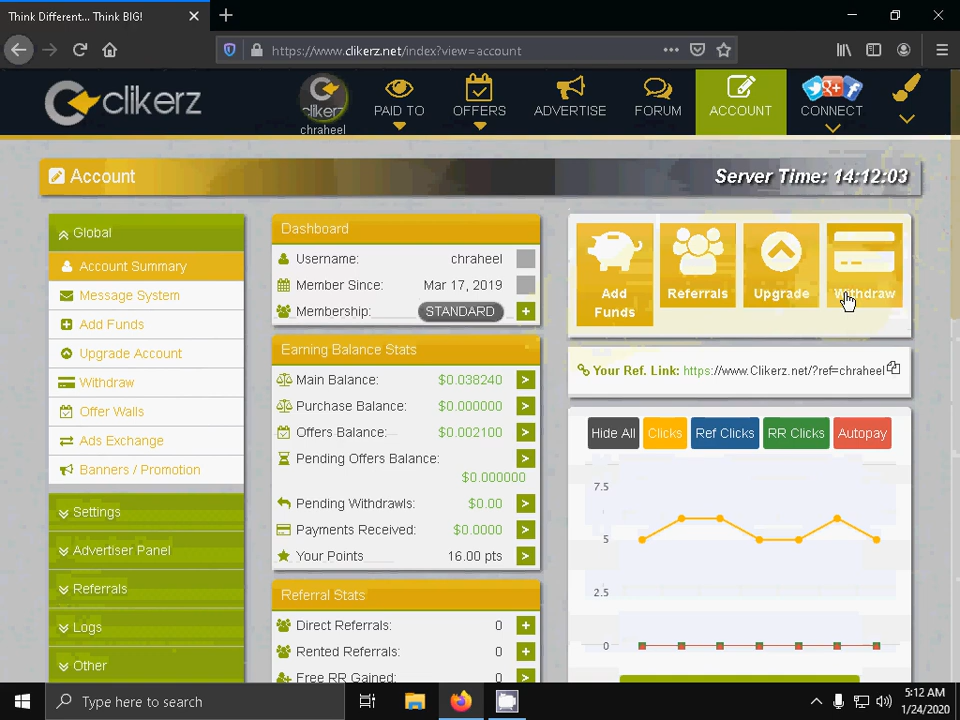 Think Different... Think BIG!
https://www.clikerz.net/index?view=account
clikerz
cliker
chraheel
PAID TO
OFFERS
ADVERTISE
FORUM
ACCOUNT
CONNECT
Account
Server Time: 14:12:03
Global
Account Summary
Message System
Add Funds
Upgrade Account
Withdraw
Offer Walls
Ads Exchange
Banners / Promotion
Settings
Advertiser Panel
Referrals
Logs
Other
Dashboard
Username: chraheel
Member Since: Mar 17, 2019
Membership: STANDARD
Earning Balance Stats
Main Balance: $0.038240
Purchase Balance: $0.000000
Offers Balance: $0.002100
Pending Offers Balance:
$0.000000
Pending Withdrawls: $0.00
Payments Received: $0.0000
Your Points 16.00 pts
Referral Stats
Direct Referrals: 0
Rented Referrals: 0
Free RR Gained: 0
Add Funds
Referrals
Upgrade
Withdraw
Your Ref. Link: https://www.Clikerz.net/?ref=chraheel
Hide All
Clicks
Ref Clicks
RR Clicks
Autopay
7.5
5
2.5
0
Type here to search
5:12 AM
1/24/2020